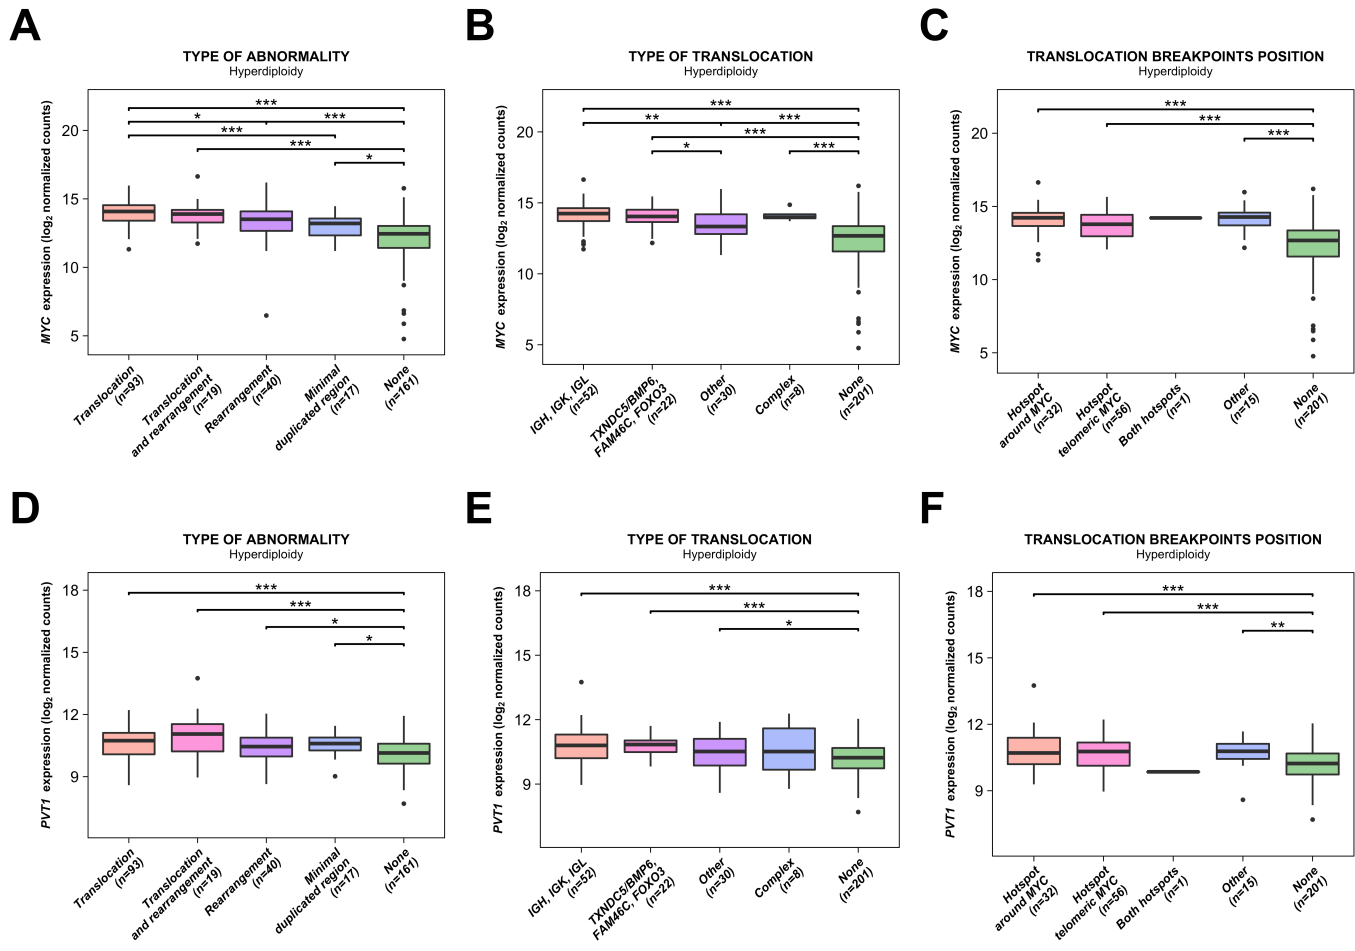 A
TYPE OF ABNORMALITY
Hyperdiploidy
MYC expression (log2 normalized counts)
20
15
10
5
***
* ***
***
***
*
Translocation
(n=93)
Translocation
and rearrangement
(n=19)
Rearrangement
(n=40)
Minimal
duplicated region
(n=17)
None
(n=161)
B
TYPE OF TRANSLOCATION
Hyperdiploidy
MYC expression (log2 normalized counts)
20
15
10
5
***
** ***
***
* ***
IGH, IGK, IGL
(n=52)
TXNDC5/BMP6,
FAM46C, FOXO3
(n=22)
Other
(n=30)
Complex
(n=8)
None
(n=201)
C
TRANSLOCATION BREAKPOINTS POSITION
Hyperdiploidy
MYC expression (log2 normalized counts)
20
15
10
5
***
***
***
Hotspot
around MYC
(n=32)
Hotspot
telomeric MYC
(n=56)
Both hotspots
(n=1)
Other
(n=15)
None
(n=201)
D
TYPE OF ABNORMALITY
Hyperdiploidy
PVT1 expression (log2 normalized counts)
18
15
12
9
***
***
*
*
Translocation
(n=93)
Translocation
and rearrangement
(n=19)
Rearrangement
(n=40)
Minimal
duplicated region
(n=17)
None
(n=161)
E
TYPE OF TRANSLOCATION
Hyperdiploidy
PVT1 expression (log2 normalized counts)
18
15
12
9
***
***
*
IGH, IGK, IGL
(n=52)
TXNDC5/BMP6,
FAM46C, FOXO3
(n=22)
Other
(n=30)
Complex
(n=8)
None
(n=201)
F
TRANSLOCATION BREAKPOINTS POSITION
Hyperdiploidy
PVT1 expression (log2 normalized counts)
18
15
12
9
***
***
**
Hotspot
around MYC
(n=32)
Hotspot
telomeric MYC
(n=56)
Both hotspots
(n=1)
Other
(n=15)
None
(n=201)